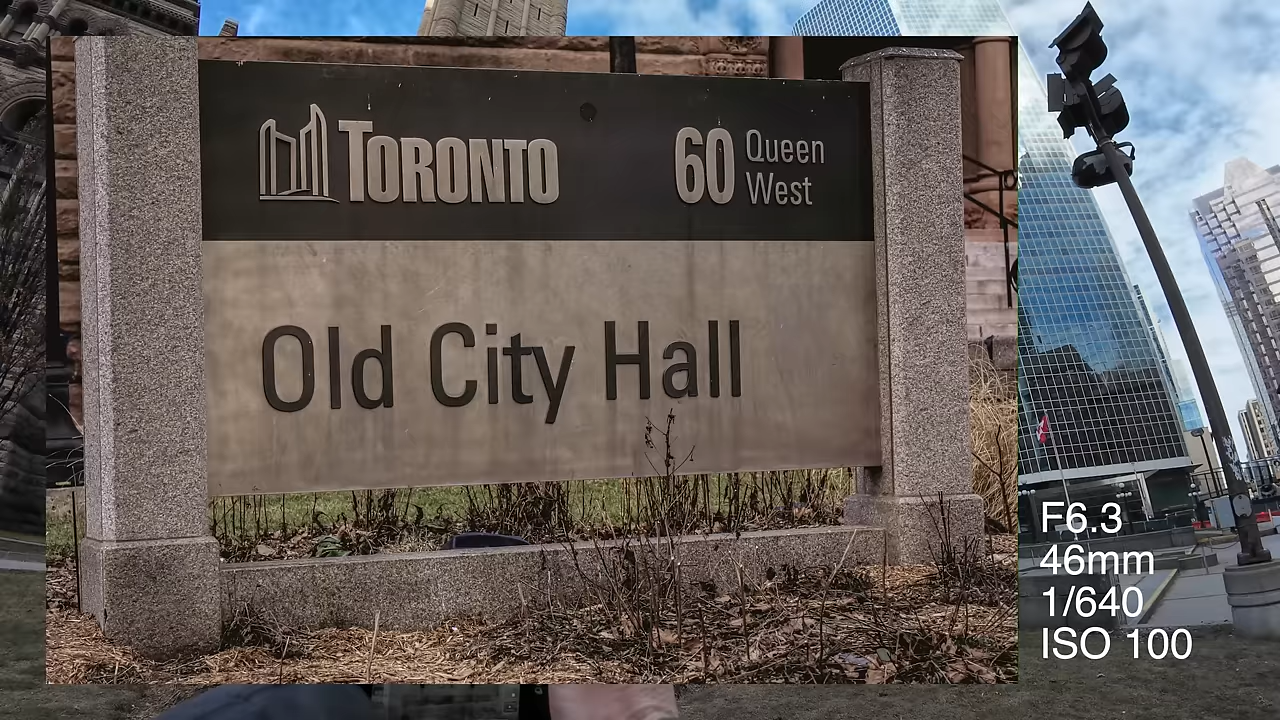 TORONTO
60 Queen West
Old City Hall
F6.3
46mm
1/640
ISO 100